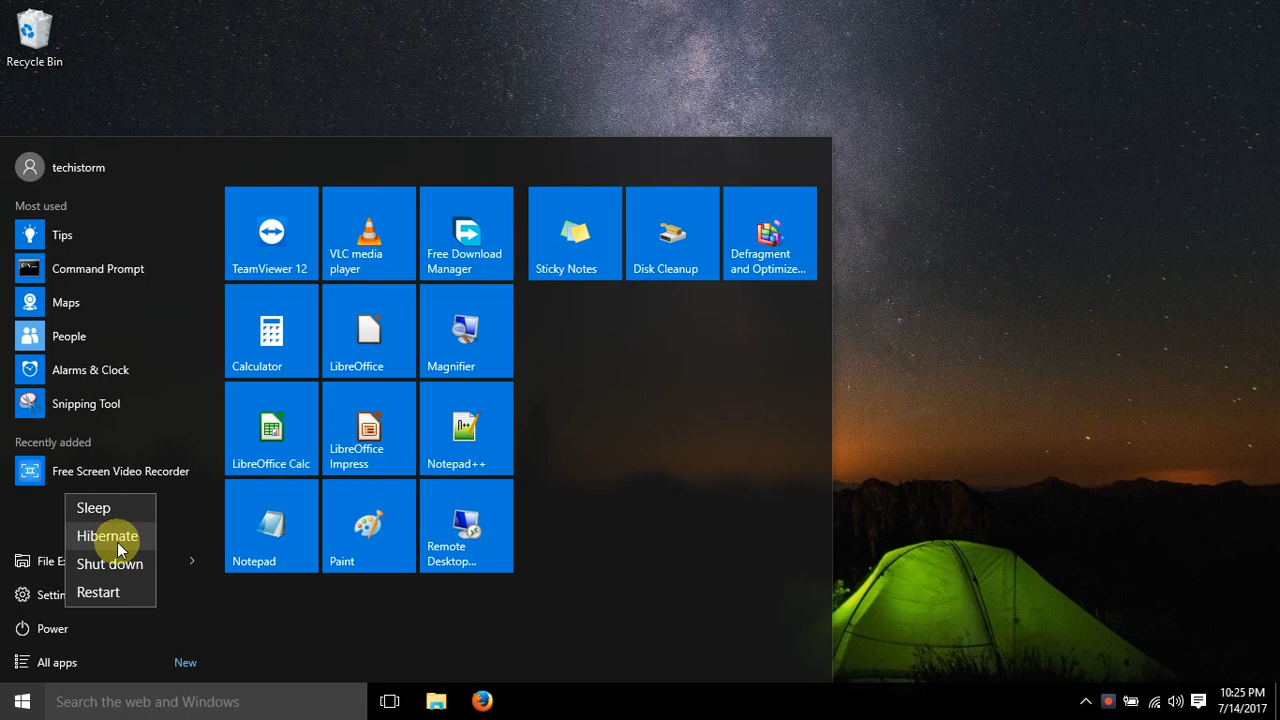 Recycle Bin
techistorm
Most used
Tips
Command Prompt
Maps
People
Alarms & Clock
Snipping Tool
Recently added
Free Screen Video Recorder
Sleep
Hibernate
Shut down
Restart
File Ex
Settin
Power
All apps
New
TeamViewer 12
VLC media
player
Free Download
Manager
Sticky Notes
Disk Cleanup
Defragment
and Optimize...
Calculator
LibreOffice
Magnifier
LibreOffice Calc
LibreOffice
Impress
Notepad++
Notepad
Paint
Remote
Desktop...
Search the web and Windows
10:25 PM
7/14/2017